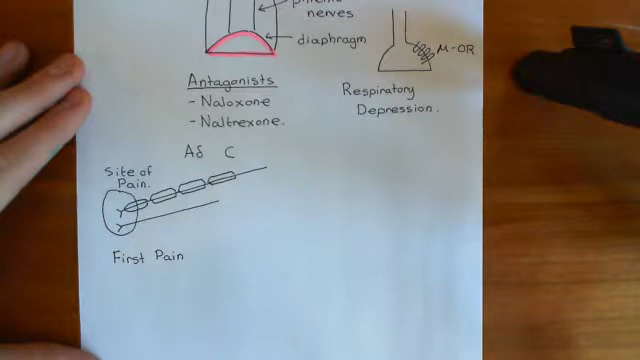 nerves
diaphragm
M-OR
Antagonists
- Naloxone
- Naltrexone.
Respiratory
Depression.
Aδ C
Site of
Pain.
First Pain